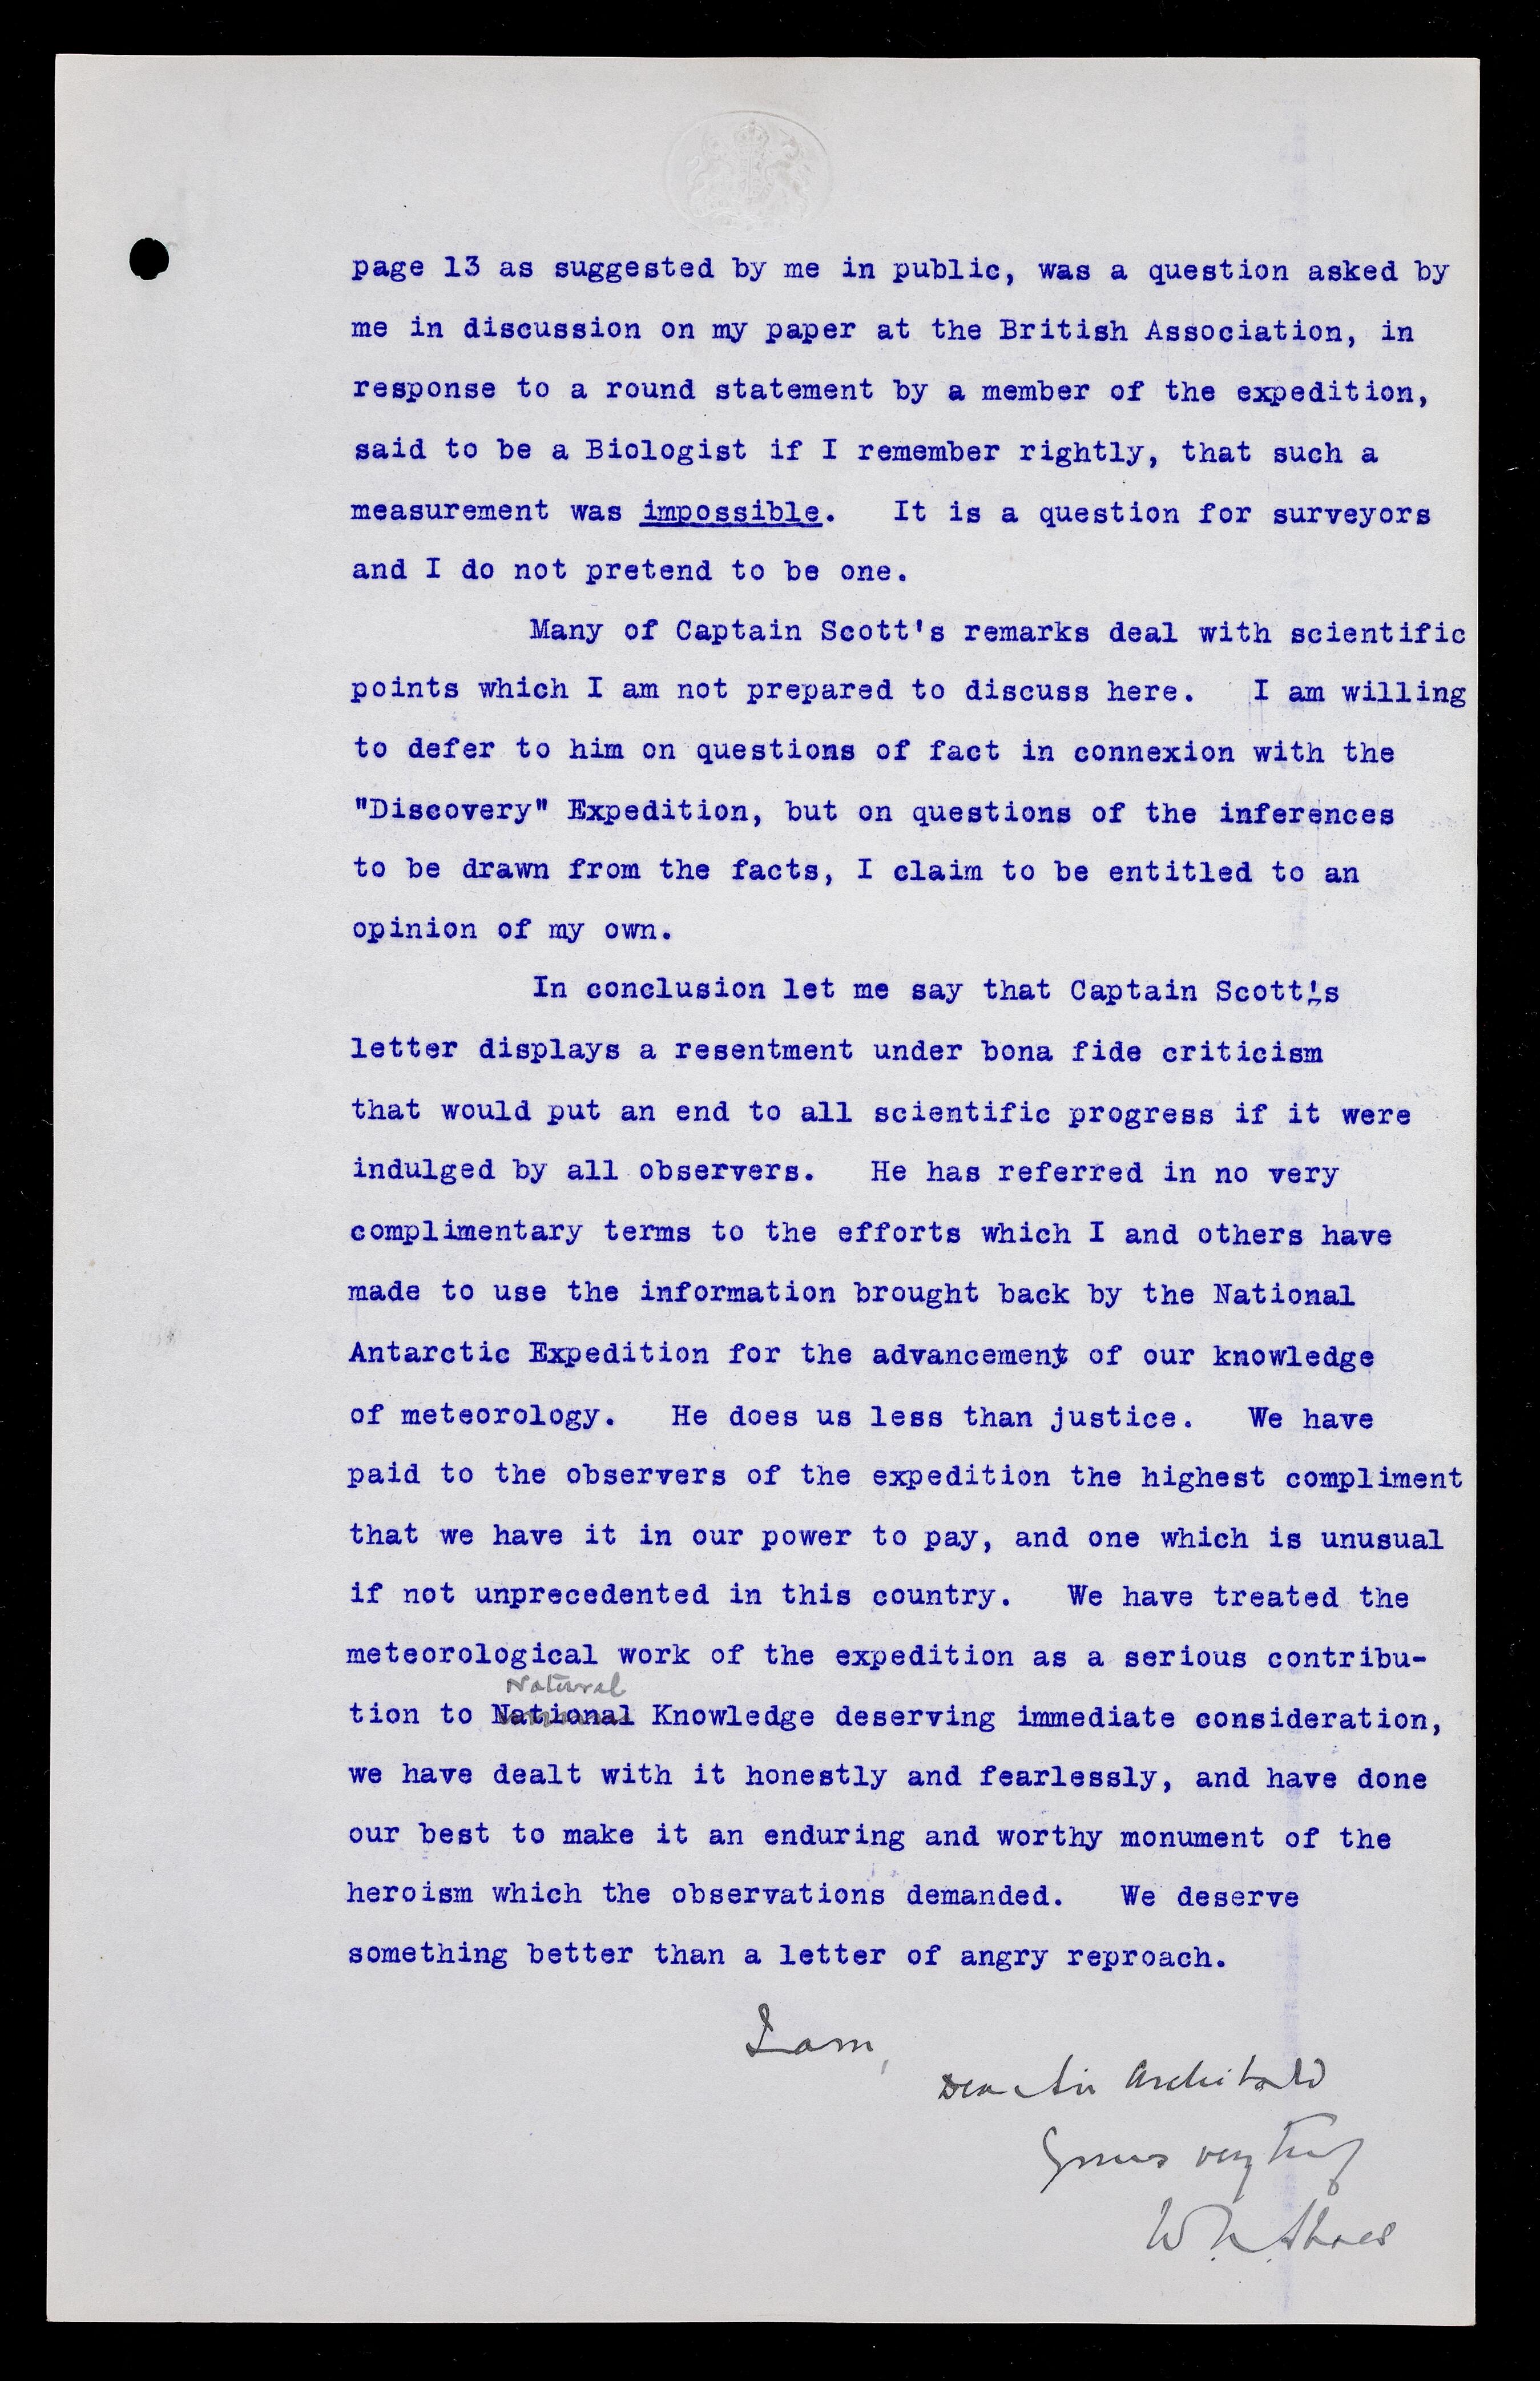 page 13 as suggested by me in public, was a question asked by
me in discussion on my paper at the British Association, in
response to a round statement by a member of the expedition,
said to be a Biologist if I remember rightly, that such a
measurement was impossible. It is a question for surveyors
and I do not pretend to be one.
Many of Captain Scott's remarks deal with scientific
points which I am not prepared to discuss here. I am willing
to defer to him on questions of fact in connexion with the
"Discovery" Expedition, but on questions of the inferences
to be drawn from the facts, I claim to be entitled to an
opinion of my own.
In conclusion let me say that Captain Scott's
letter displays a resentment under bona fide criticism
that would put an end to all scientific progress if it were
indulged by all observers. He has referred in no very
complimentary terms to the efforts which I and others have
made to use the information brought back by the National
Antarctic Expedition for the advancement of our knowledge
of meteorology. He does us less than justice. We have
paid to the observers of the expedition the highest compliment
that we have it in our power to pay, and one which is unusual
if not unprecedented in this country. We have treated the
meteorological work of the expedition as a serious contribu-
Natural
tion to National Knowledge deserving immediate consideration,
we have dealt with it honestly and fearlessly, and have done
our best to make it an enduring and worthy monument of the
heroism which the observations demanded. We deserve
something better than a letter of angry reproach.
I am,
Dear Sir Archibald
Yours very truly
W. N. Shaw